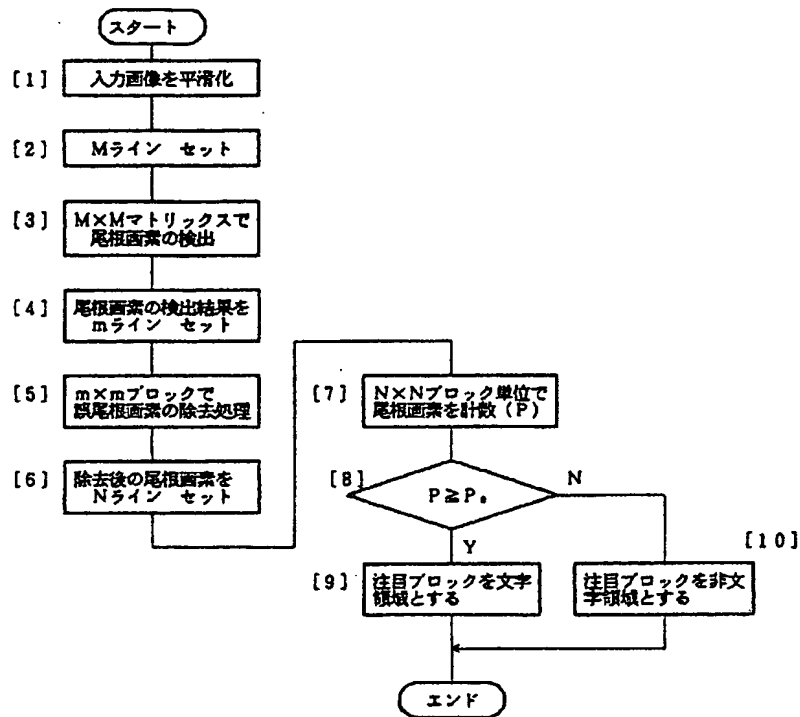 スタート
[1] 入力画像を平滑化
[2] Mライン セット
[3] M×Mマトリックスで
尾根画素の検出
[4] 尾根画素の検出結果を
mライン セット
[5] m×mブロックで
誤尾根画素の除去処理
[6] 除去後の尾根画素を
Nライン セット
[7] N×Nブロック単位で
尾根画素を計数(P)
[8] P≧P₀
N
Y
[9] 注目ブロックを文字
領域とする
[10]
注目ブロックを非文
字領域とする
エンド